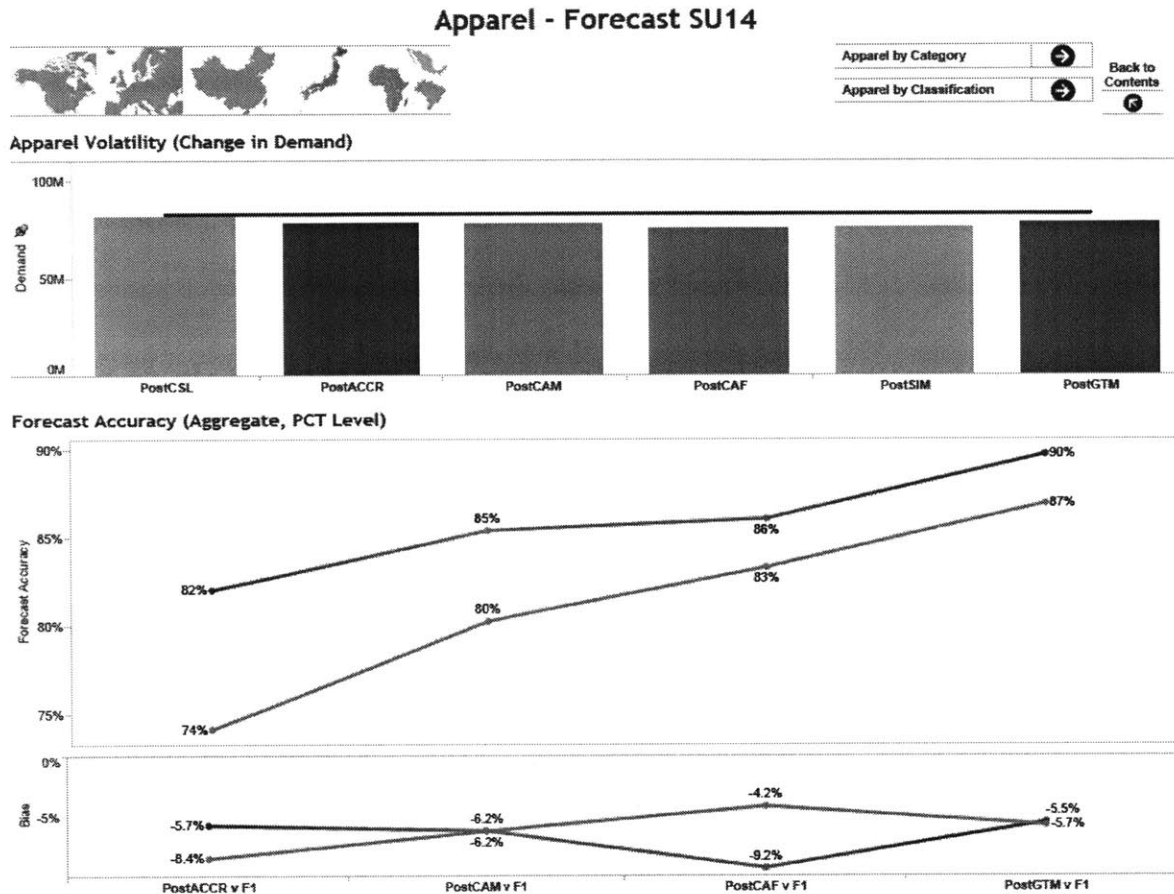 Apparel - Forecast SU14
Apparel by Category
Apparel by Classification
Back to
Contents
Apparel Volatility (Change in Demand)
100M
50M
0M
Demand
PostCSL PostACCR PostCAM PostCAF PostSIM PostGTM
Forecast Accuracy (Aggregate, PCT Level)
90%
85%
80%
75%
Forecast Accuracy
82% 85% 86% 90%
74% 80% 83% 87%
0%
-5%
Bias
-5.7% -6.2% -4.2% -5.5%
-8.4% -6.2% -9.2% -5.7%
PostACCR v F1 PostCAM v F1 PostCAF v F1 PostGTM v F1